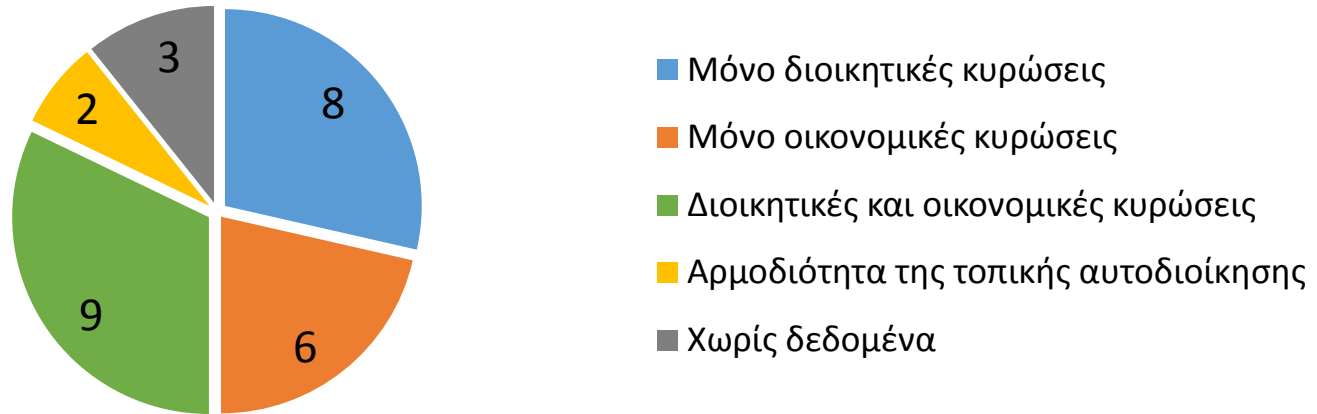 3
8
2
9
6
Μόνο διοικητικές κυρώσεις
Μόνο οικονομικές κυρώσεις
Διοικητικές και οικονομικές κυρώσεις
Αρμοδιότητα της τοπικής αυτοδιοίκησης
Χωρίς δεδομένα